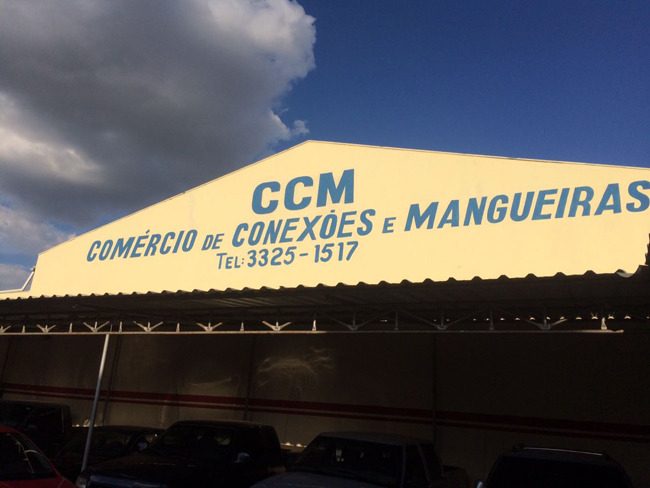 CCM
COMÉRCIO DE CONEXÕES E MANGUEIRAS
TEL: 3325-1517